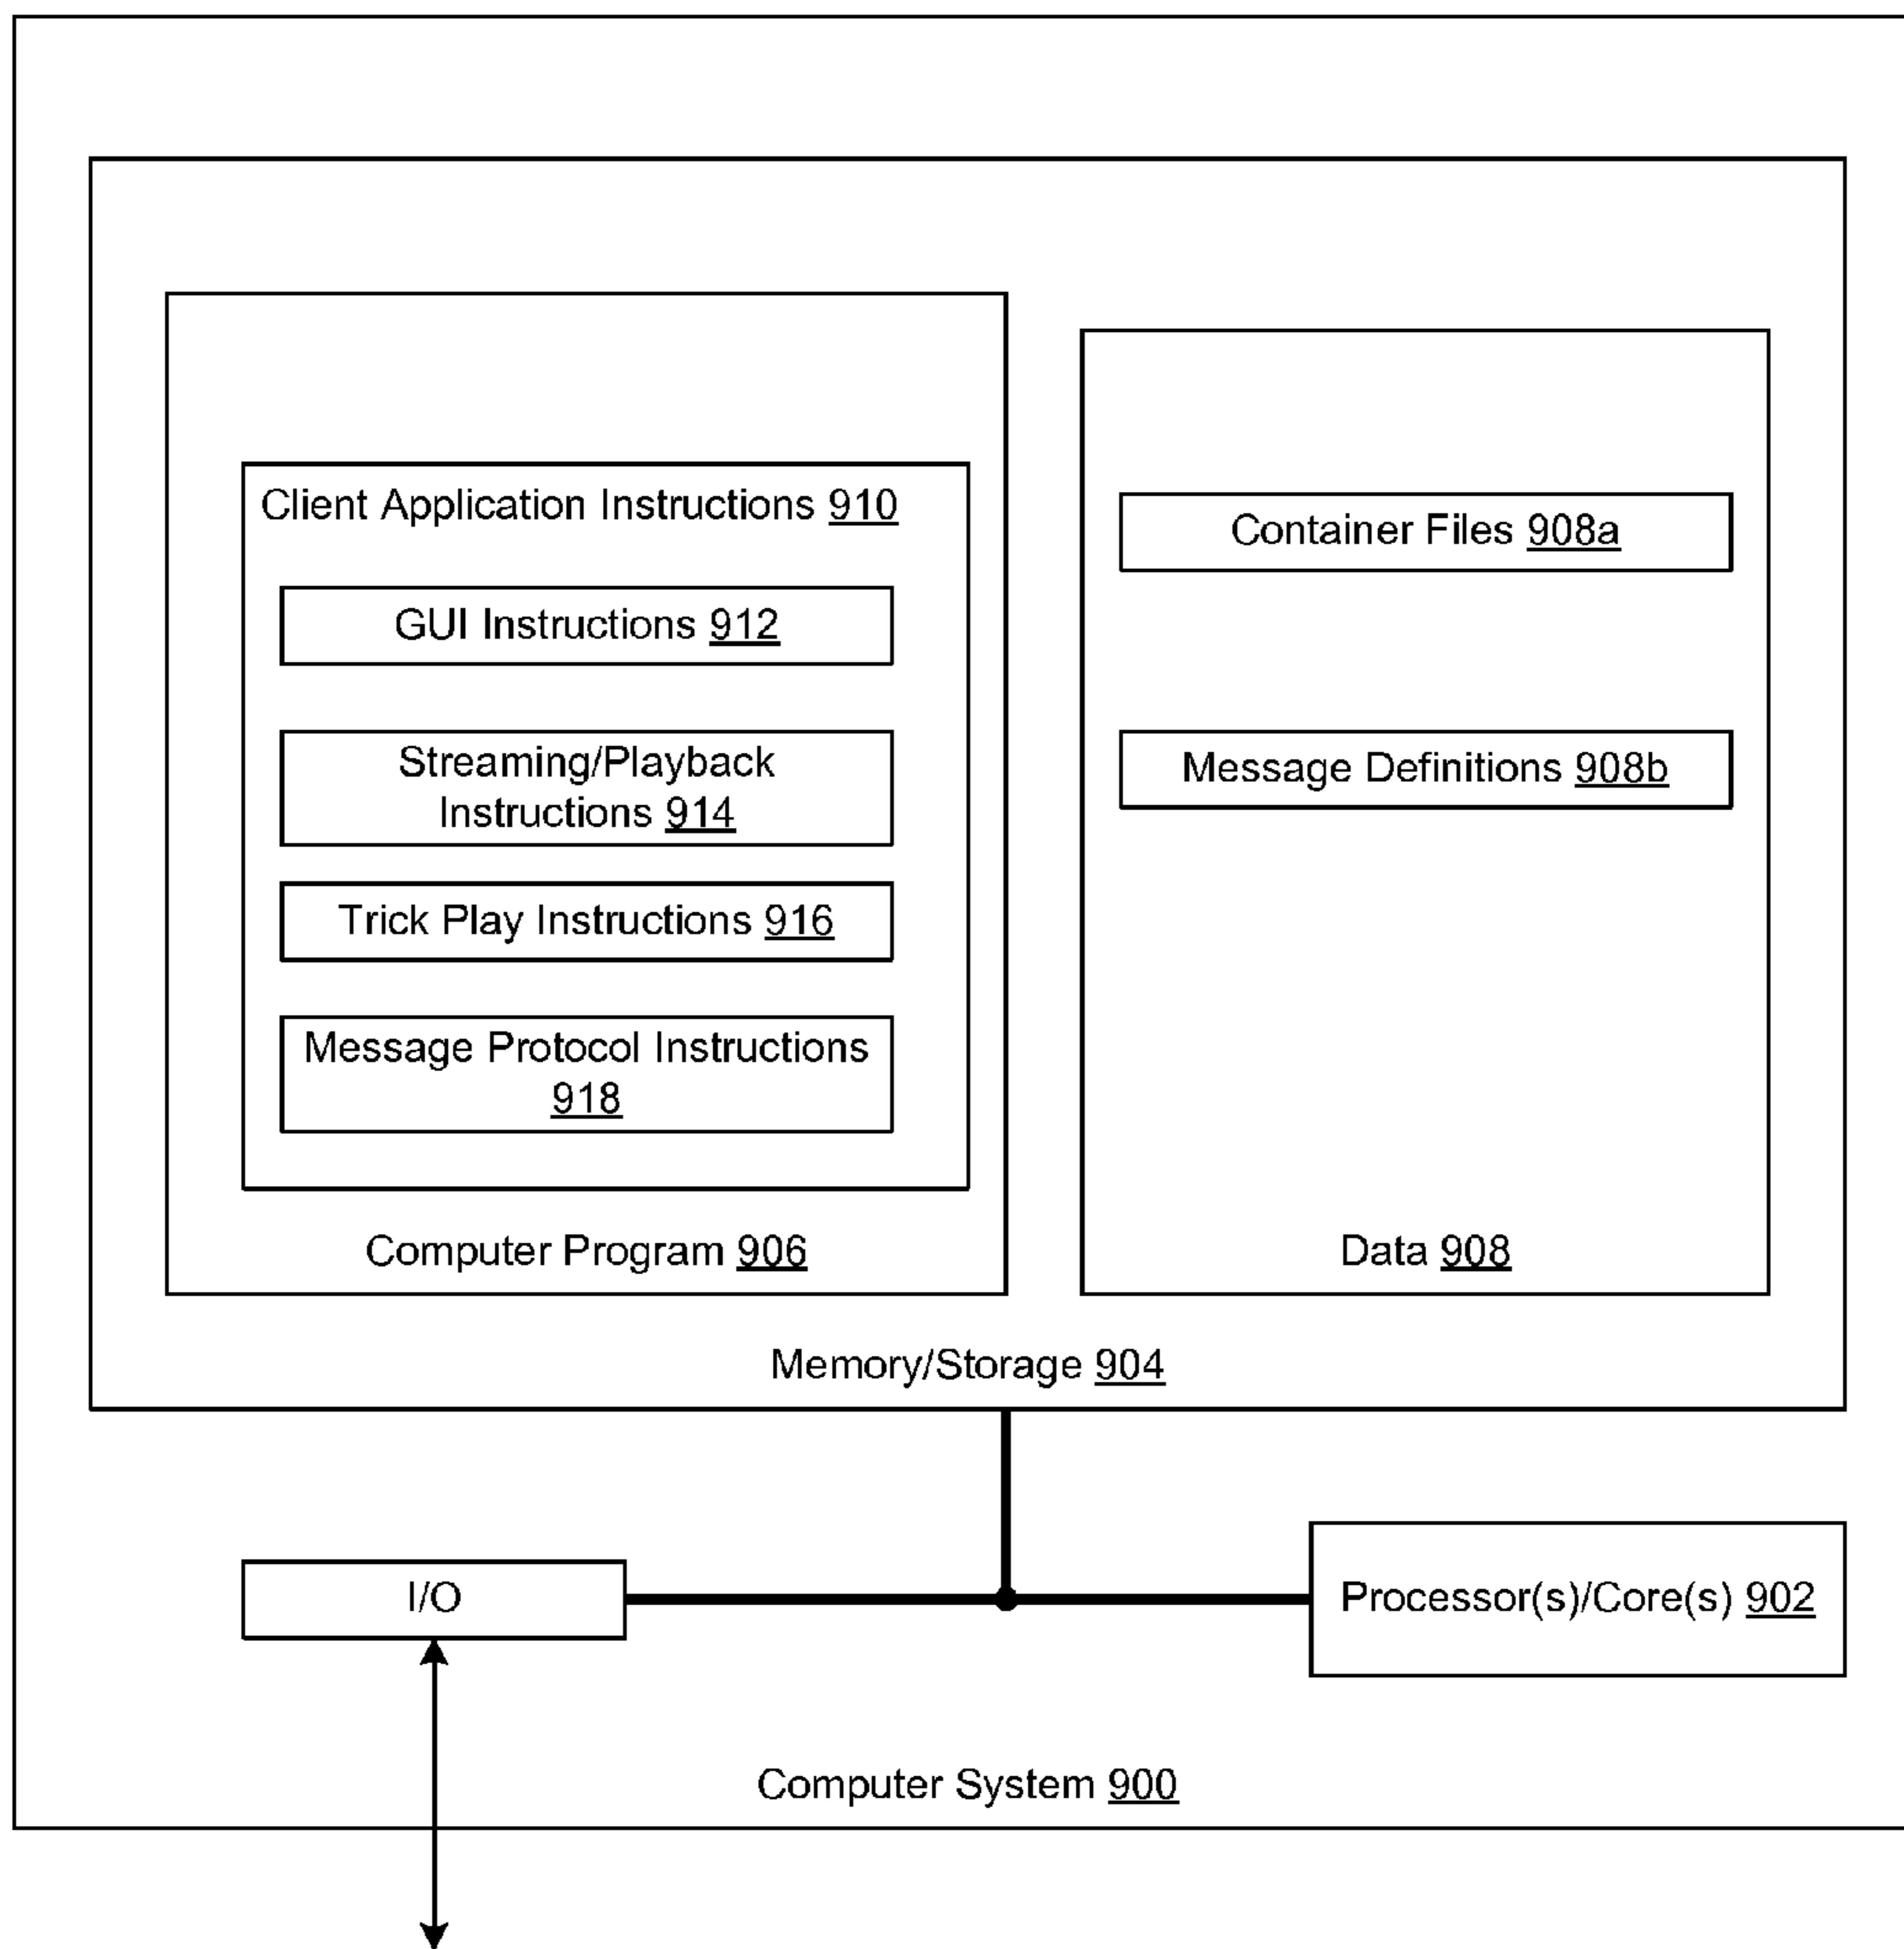 Client Application Instructions 910
GUI Instructions 912
Streaming/Playback
Instructions 914
Trick Play Instructions 916
Message Protocol Instructions
918
Computer Program 906
Container Files 908a
Message Definitions 908b
Data 908
Memory/Storage 904
I/O
Processor(s)/Core(s) 902
Computer System 900